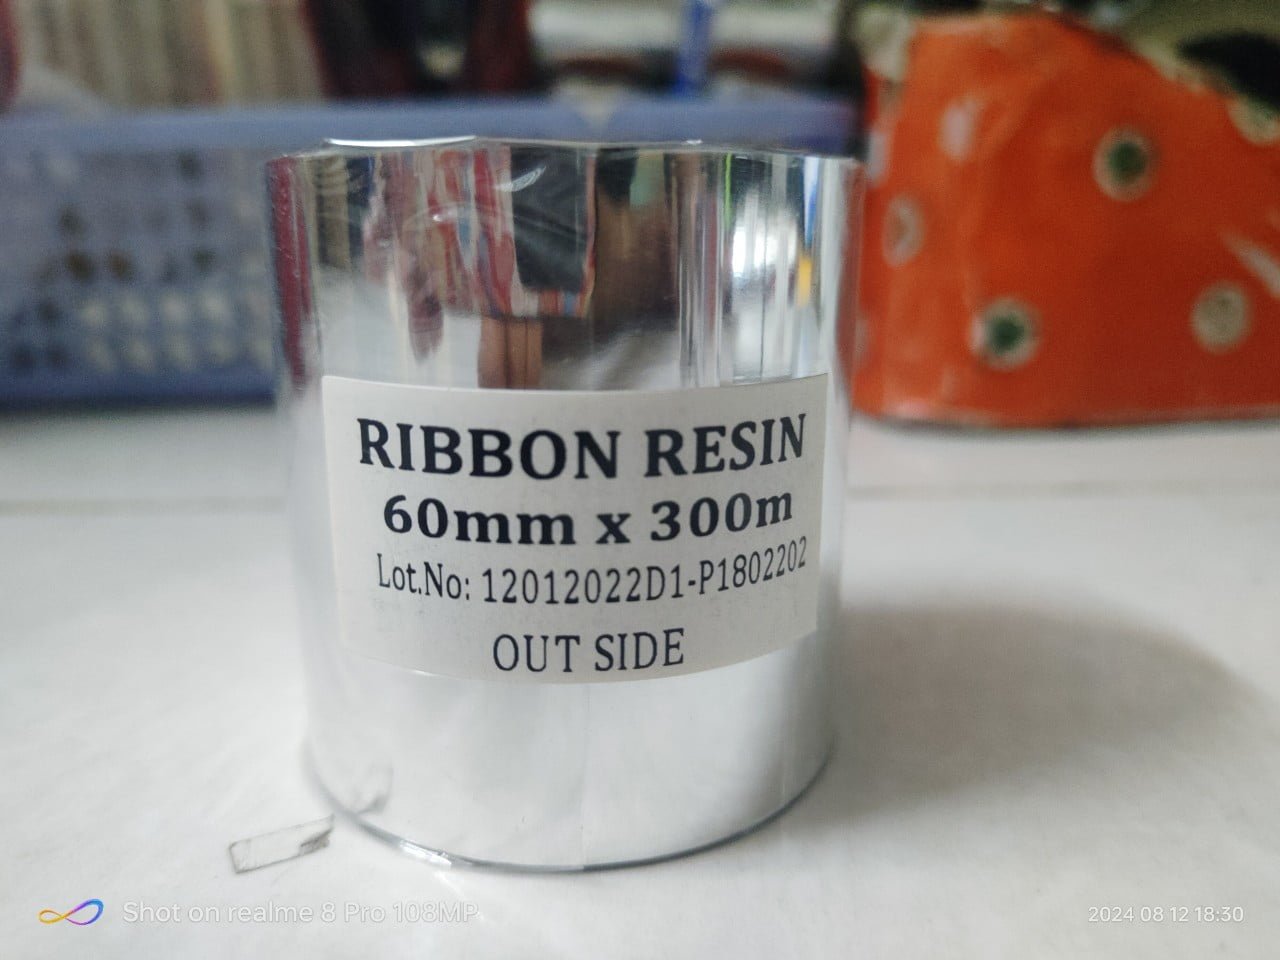 RIBBON RESIN
60mm x 300m
Lot.No: 12012022D1-P1802202
OUT SIDE
Shot on realme 8 Pro 108MP
2024 08 12 18:30